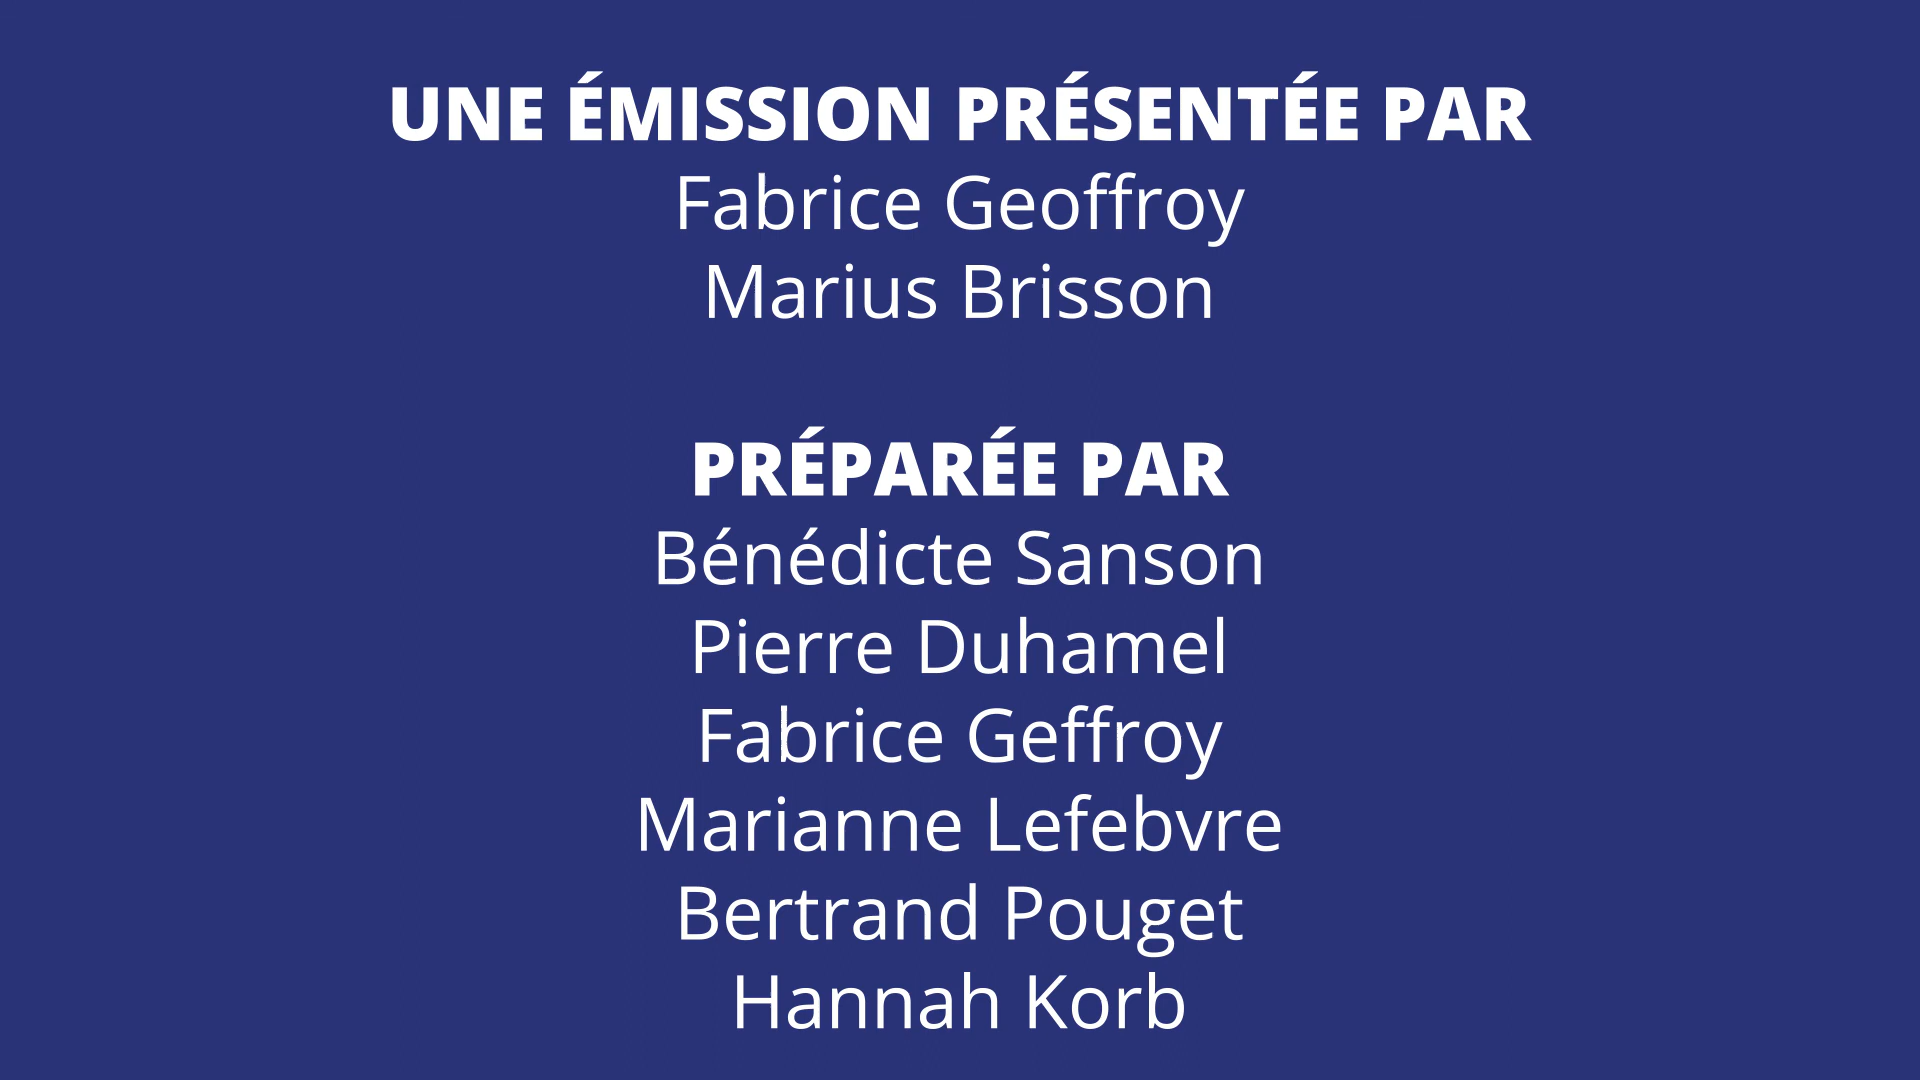 UNE ÉMISSION PRÉSENTÉE PAR
Fabrice Geoffroy
Marius Brisson
PRÉPARÉE PAR
Bénédicte Sanson
Pierre Duhamel
Fabrice Geffroy
Marianne Lefebvre
Bertrand Pouget
Hannah Korb